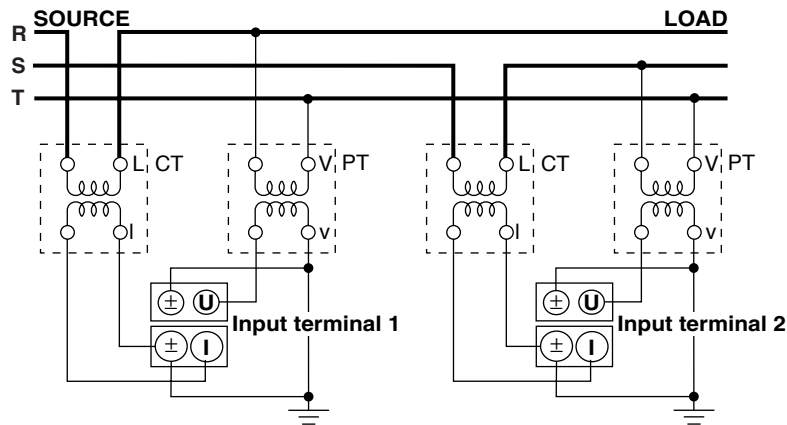 SOURCE LOAD
R
S
T
L CT V PT L CT V PT
l v l v
± U ± U
Input terminal 1 Input terminal 2
± I ± I